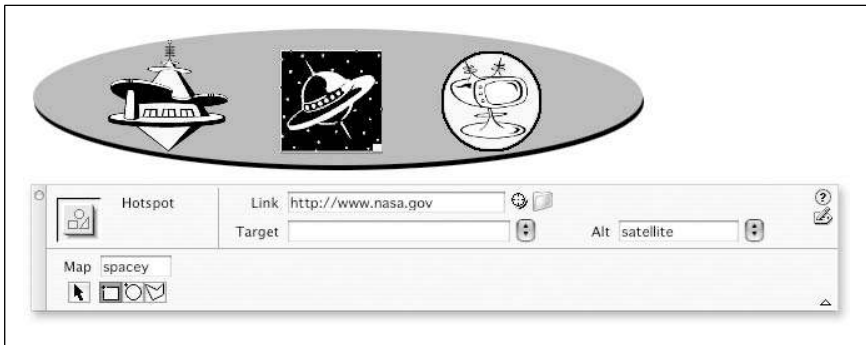 Hotspot
Link http://www.nasa.gov
Target
Alt satellite
Map spacey